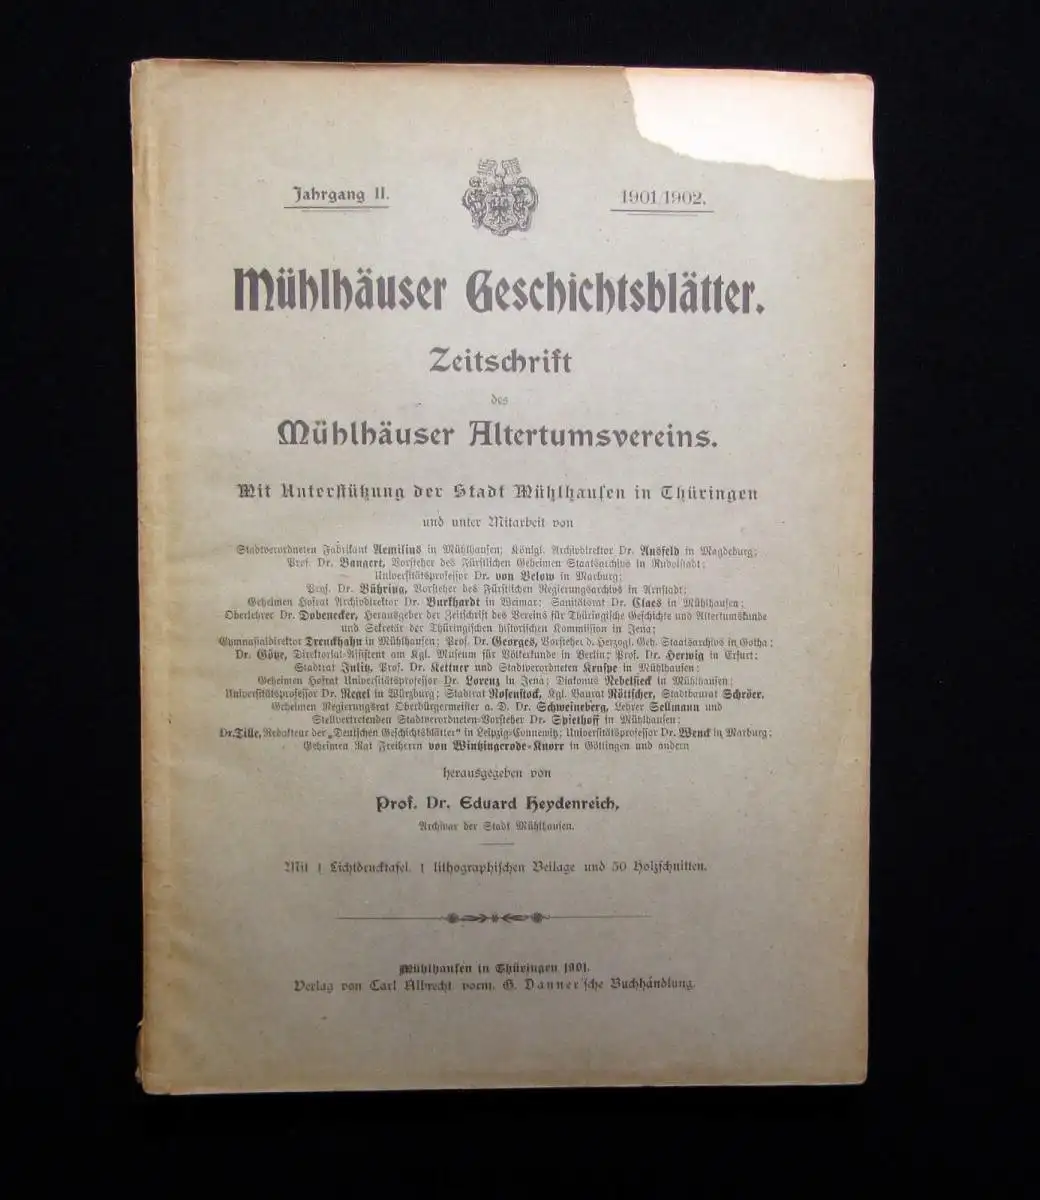 Jahrgang II.
1901/1902.
Mühlhäuser Geschichtsblätter.
Zeitschrift
des
Mühlhäuser Altertumsvereins.
Mit Unterstützung der Stadt Mühlhausen in Thüringen
und unter Mitarbeit von
Stadtverordneten Fabrikant Aemilius in Mühlhausen; Königl. Archivdirektor Dr. Ausfeld in Magdeburg;
Prof. Dr. Bangert, Vorsteher des Fürstlichen Geheimen Staatsarchivs in Rudolstadt;
Universitätsprofessor Dr. von Below in Marburg;
Prof. Dr. Bühring, Vorsteher des Fürstlichen Regierungsarchivs in Arnstadt;
Geheimen Hofrat Archivdirektor Dr. Burkhardt in Weimar; Sanitätsrat Dr. Claes in Mühlhausen;
Oberlehrer Dr. Dobenecker, Herausgeber der Zeitschrift des Vereins für Thüringische Geschichte und Altertumskunde
und Sekretär der Thüringischen historischen Kommission in Jena;
Gymnasialdirektor Drenckhahn in Mühlhausen; Prof. Dr. Georges, Vorsteher d. Herzogl. Geh. Staatsarchivs in Gotha;
Dr. Götze, Direktorial-Assistent am Kgl. Museum für Völkerkunde in Berlin; Prof. Dr. Herwig in Erfurt;
Stadtrat Julitz, Prof. Dr. Kettner und Stadtverordneten Kruspe in Mühlhausen;
Geheimen Hofrat Universitätsprofessor Dr. Lorenz in Jena; Diakonus Nebelsieck in Mühlhausen;
Universitätsprofessor Dr. Regel in Würzburg; Stadtrat Rosenstock, Kgl. Baurat Röttscher, Stadtbaurat Schröer,
Geheimen Regierungsrat Oberbürgermeister a. D. Dr. Schweineberg, Lehrer Sellmann und
Stellvertretenden Stadtverordneten-Vorsteher Dr. Spiethoff in Mühlhausen;
Dr. Tille, Redakteur der „Deutschen Geschichtsblätter“ in Leipzig-Connewitz; Universitätsprofessor Dr. Wenck in Marburg;
Geheimen Rat Freiherrn von Wintzingerode-Knorr in Göttingen und andern
herausgegeben von
Prof. Dr. Eduard Heydenreich,
Archivar der Stadt Mühlhausen.
Mit 1 Lichtdrucktafel, 1 lithographischen Beilage und 50 Holzschnitten.
Mühlhausen in Thüringen 1901.
Verlag von Carl Albrecht vorm. G. Danner'sche Buchhandlung.